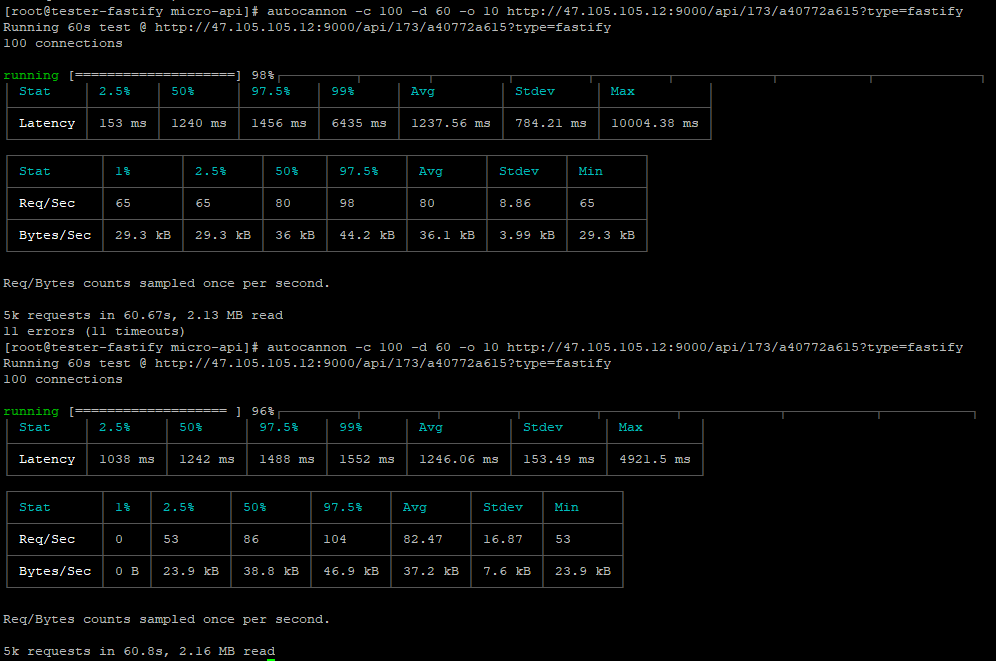 [root@tester-fastify micro-api]# autocannon -c 100 -d 60 -o 10 http://47.105.105.12:9000/api/173/a40772a615?type=fastify
Running 60s test @ http://47.105.105.12:9000/api/173/a40772a615?type=fastify
100 connections
running [====================] 98%
Stat 2.5% 50% 97.5% 99% Avg Stdev Max
Latency 153 ms 1240 ms 1456 ms 6435 ms 1237.56 ms 784.21 ms 10004.38 ms
Stat 1% 2.5% 50% 97.5% Avg Stdev Min
Req/Sec 65 65 80 98 80 8.86 65
Bytes/Sec 29.3 kB 29.3 kB 36 kB 44.2 kB 36.1 kB 3.99 kB 29.3 kB
Req/Bytes counts sampled once per second.
5k requests in 60.67s, 2.13 MB read
11 errors (11 timeouts)
[root@tester-fastify micro-api]# autocannon -c 100 -d 60 -o 10 http://47.105.105.12:9000/api/173/a40772a615?type=fastify
Running 60s test @ http://47.105.105.12:9000/api/173/a40772a615?type=fastify
100 connections
running [=================== ] 96%
Stat 2.5% 50% 97.5% 99% Avg Stdev Max
Latency 1038 ms 1242 ms 1488 ms 1552 ms 1246.06 ms 153.49 ms 4921.5 ms
Stat 1% 2.5% 50% 97.5% Avg Stdev Min
Req/Sec 0 53 86 104 82.47 16.87 53
Bytes/Sec 0 B 23.9 kB 38.8 kB 46.9 kB 37.2 kB 7.6 kB 23.9 kB
Req/Bytes counts sampled once per second.
5k requests in 60.8s, 2.16 MB read